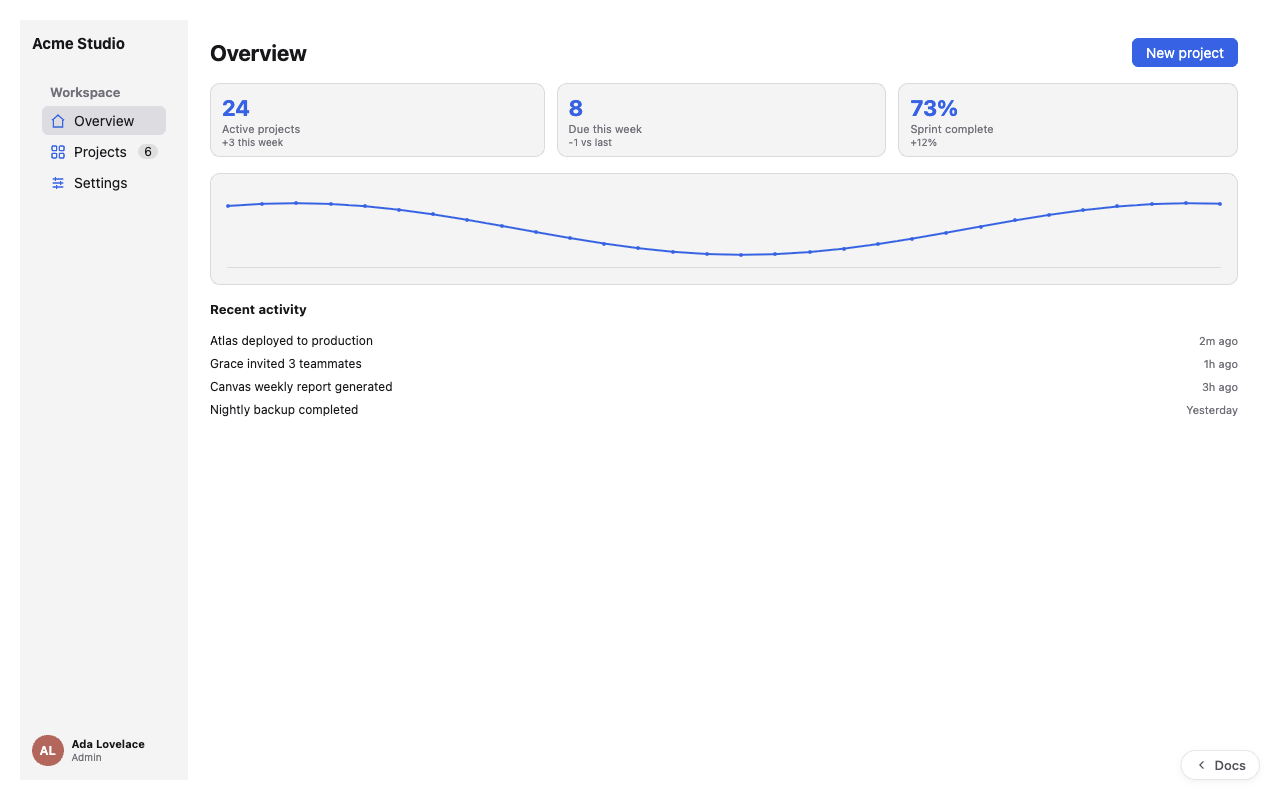 Acme Studio
Workspace
Overview
Projects 6
Settings
AL
Ada Lovelace
Admin
Overview
New project
24
Active projects
+3 this week
8
Due this week
-1 vs last
73%
Sprint complete
+12%
Recent activity
Atlas deployed to production 2m ago
Grace invited 3 teammates 1h ago
Canvas weekly report generated 3h ago
Nightly backup completed Yesterday
Docs